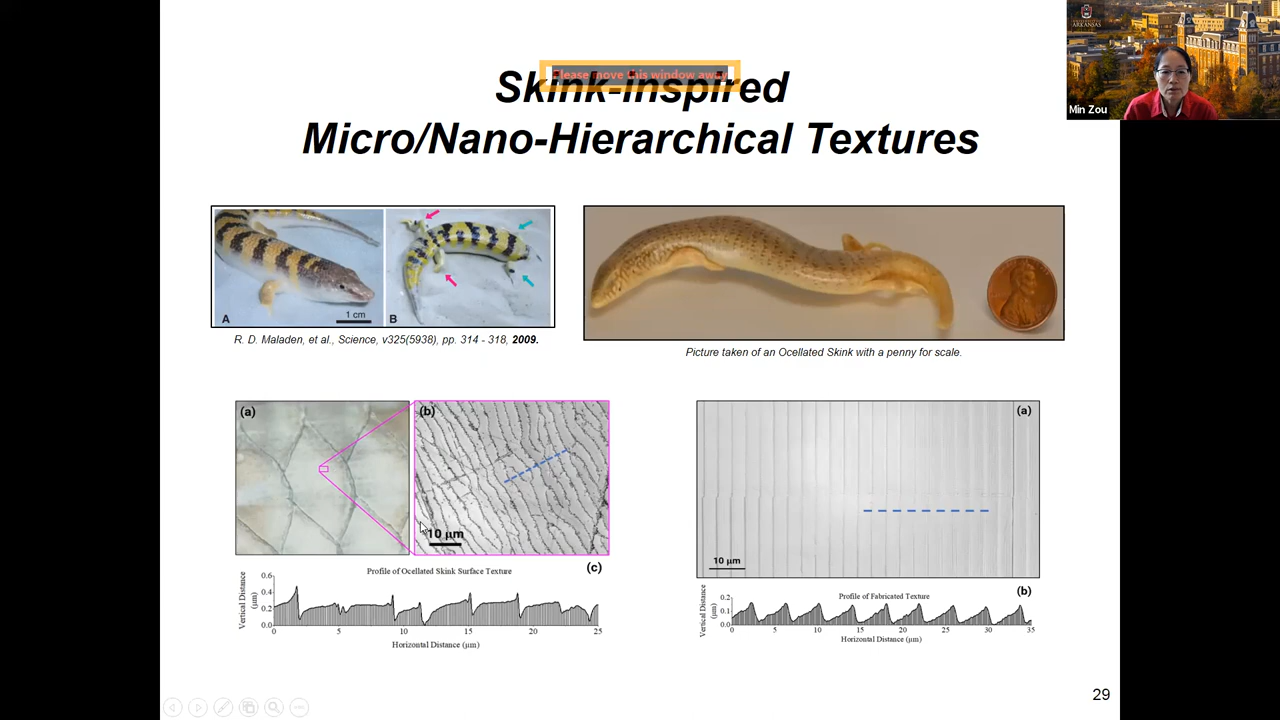 Please move this window away
Skink-Inspired
Micro/Nano-Hierarchical Textures
ARKANSAS
Min Zou
A
1 cm
B
R. D. Maladen, et al., Science, v325(5938), pp. 314 - 318, 2009.
Picture taken of an Ocellated Skink with a penny for scale.
(a)
(b)
10 μm
(c)
Profile of Ocellated Skink Surface Texture
Vertical Distance
(μm)
0.6
0.4
0.2
0
0 5 10 15 20 25
Horizontal Distance (μm)
(a)
10 μm
(b)
Profile of Fabricated Texture
Vertical Distance
(μm)
0.2
0.1
0.0
0 5 10 15 20 25 30 35
Horizontal Distance (μm)
29